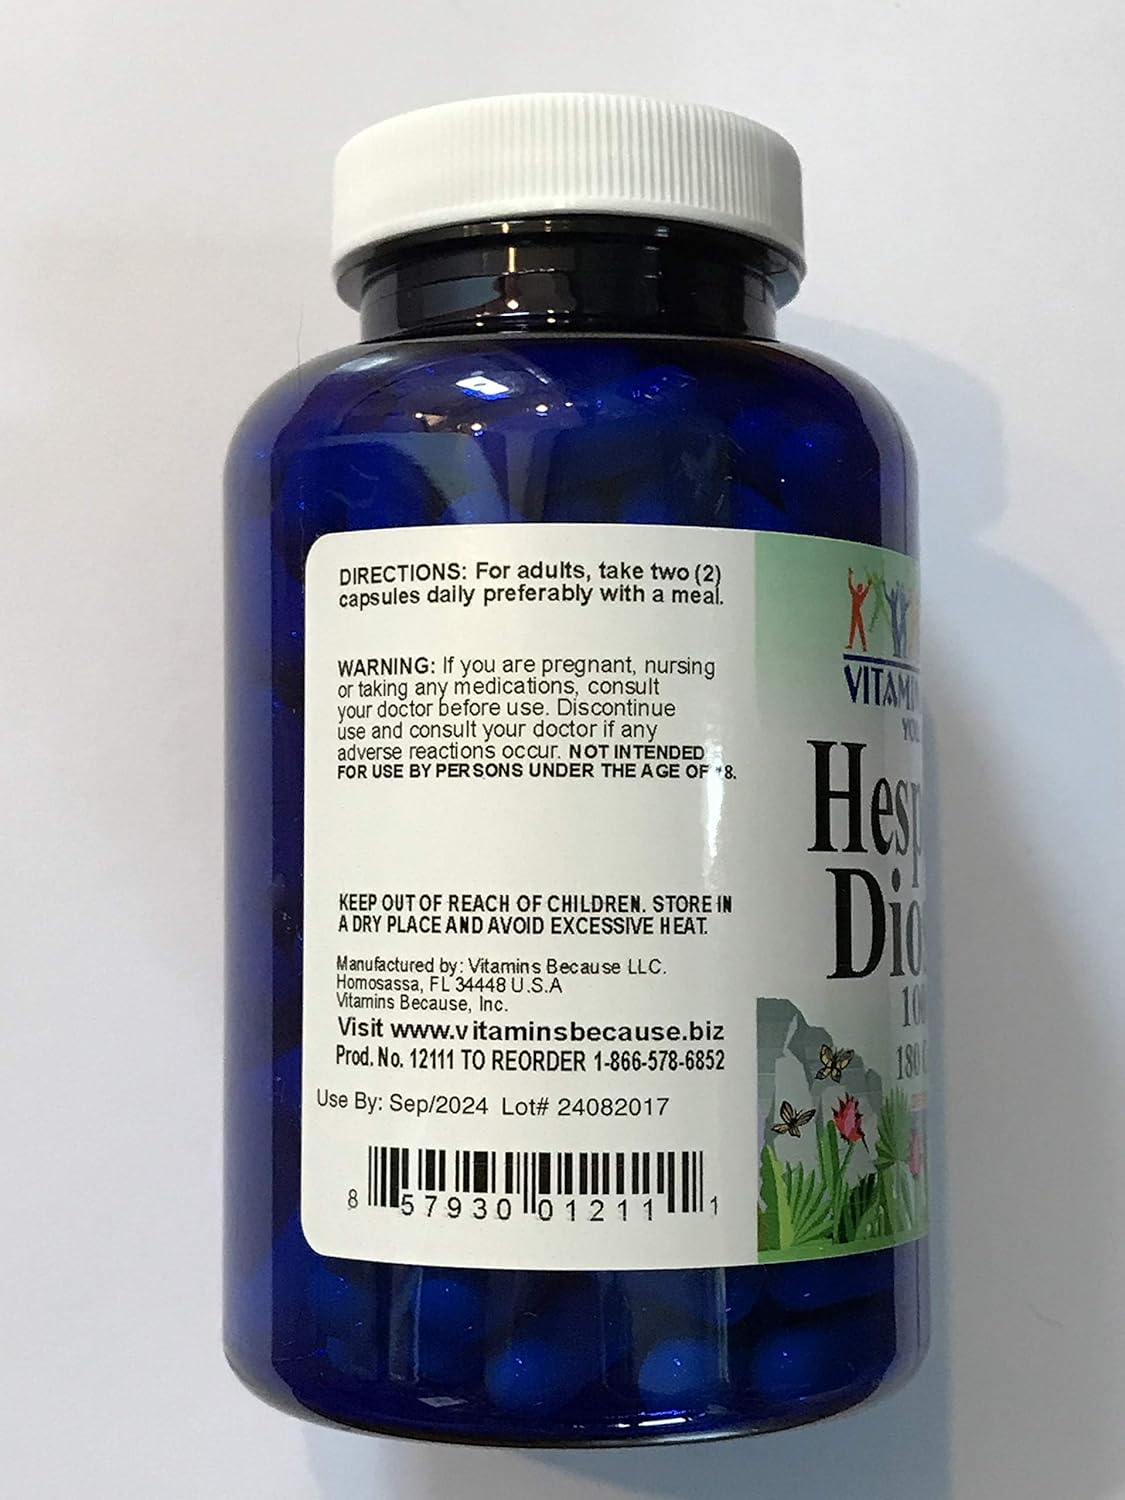 DIRECTIONS: For adults, take two (2)
capsules daily preferably with a meal.
WARNING: If you are pregnant, nursing
or taking any medications, consult
your doctor before use. Discontinue
use and consult your doctor if any
adverse reactions occur. NOT INTENDED
FOR USE BY PERSONS UNDER THE AGE OF 18.
KEEP OUT OF REACH OF CHILDREN. STORE IN
A DRY PLACE AND AVOID EXCESSIVE HEAT.
Manufactured by: Vitamins Because LLC.
Homosassa, FL 34448 U.S.A
Vitamins Because, Inc.
Visit www.vitaminsbecause.biz
Prod. No. 12111 TO REORDER 1-866-578-6852
Use By: Sep/2024 Lot# 24082017
8 57930 01211 1
VITAMIN
YOU
Hesp
Dios
100
180